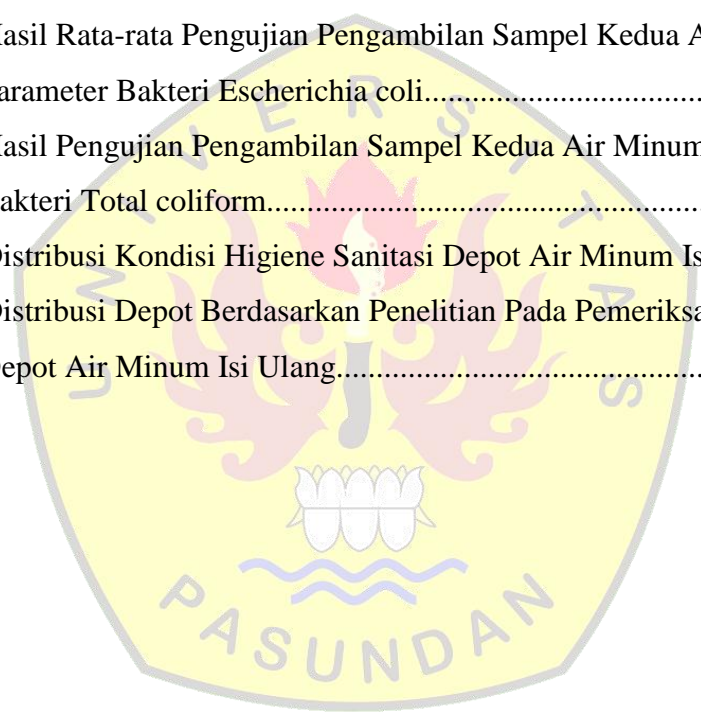 Hasil Rata-rata Pengujian Pengambilan Sampel Kedua A
arameter Bakteri Escherichia coli...............................
Hasil Pengujian Pengambilan Sampel Kedua Air Minum
akteri Total coliform.................................................
Distribusi Kondisi Higiene Sanitasi Depot Air Minum Is
Distribusi Depot Berdasarkan Penelitian Pada Pemeriksa
Depot Air Minum Isi Ulang.........................................
UNIVERSITAS
PASUNDAN